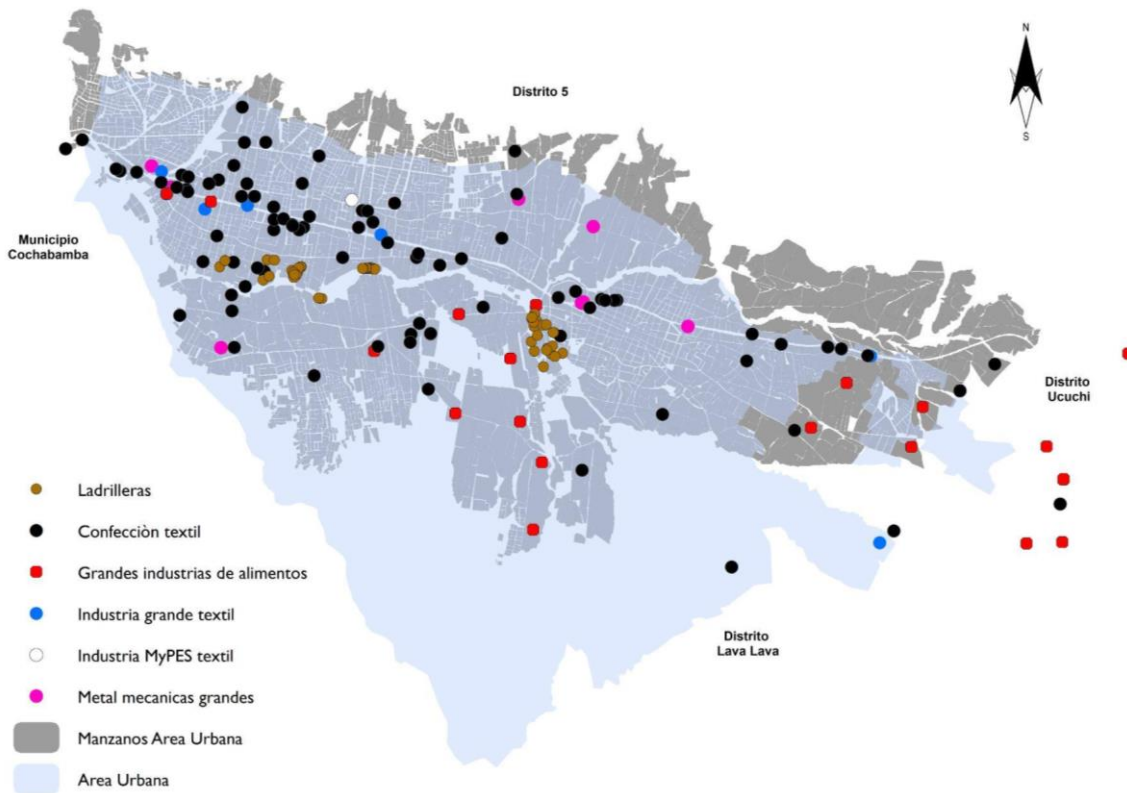 N
Distrito 5
S
Municipio
Cochabamba
Distrito
Ucuchi
Ladrilleras
Confecciòn textil
Grandes industrias de alimentos
Industria grande textil
Industria MyPES textil
Metal mecanicas grandes
Manzanos Area Urbana
Area Urbana
Distrito
Lava Lava